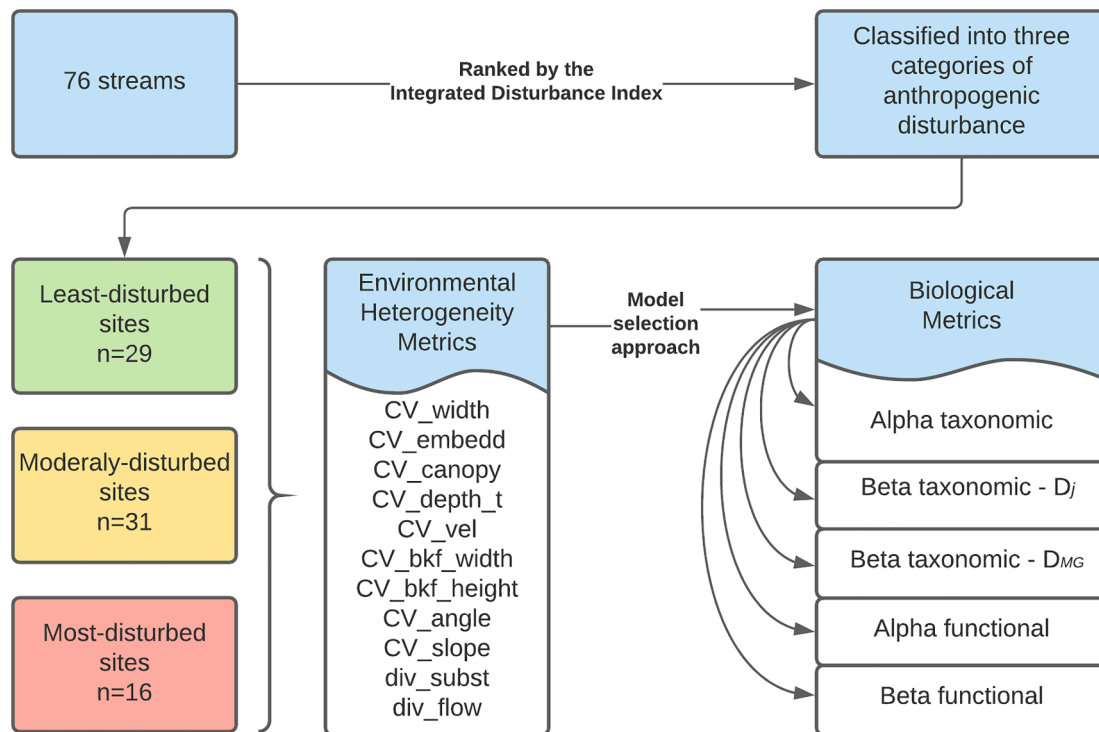 76 streams
Ranked by the
Integrated Disturbance Index
Classified into three
categories of
anthropogenic
disturbance
Least-disturbed
sites
n=29
Moderaly-disturbed
sites
n=31
Most-disturbed
sites
n=16
Environmental
Heterogeneity
Metrics
CV_width
CV_embedd
CV_canopy
CV_depth_t
CV_vel
CV_bkf_width
CV_bkf_height
CV_angle
CV_slope
div_subst
div_flow
Model
selection
approach
Biological
Metrics
Alpha taxonomic
Beta taxonomic - Dj
Beta taxonomic - DMG
Alpha functional
Beta functional